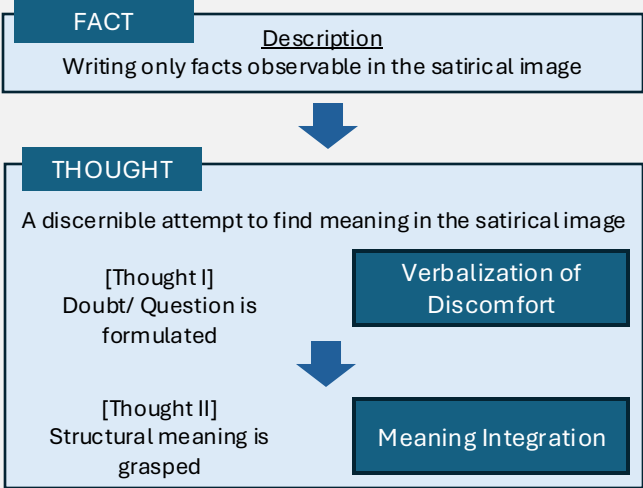 FACT
Description
Writing only facts observable in the satirical image
THOUGHT
A discernible attempt to find meaning in the satirical image
[Thought I]
Doubt/ Question is
formulated
Verbalization of
Discomfort
[Thought II]
Structural meaning is
grasped
Meaning Integration